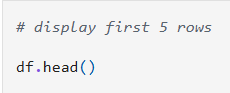 # display first 5 rows
df.head()